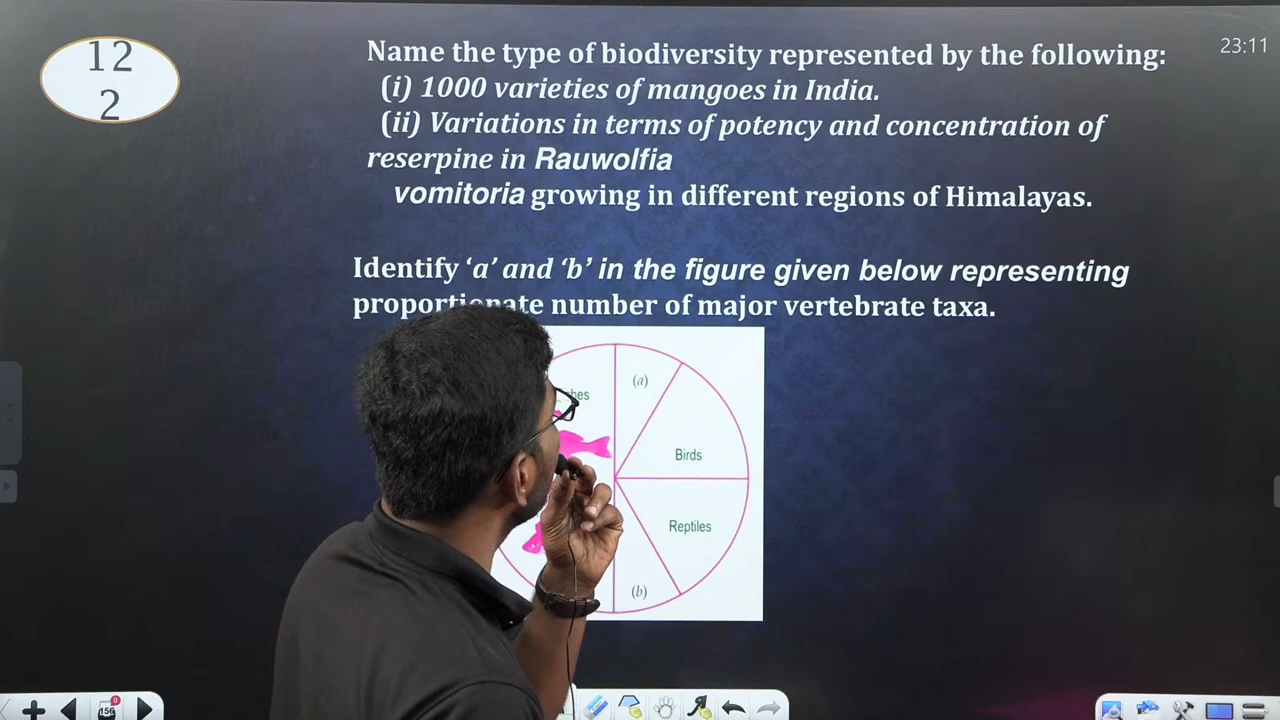 12
2
23:11
Name the type of biodiversity represented by the following:
(i) 1000 varieties of mangoes in India.
(ii) Variations in terms of potency and concentration of
reserpine in Rauwolfia
vomitoria growing in different regions of Himalayas.
Identify ‘a’ and ‘b’ in the figure given below representing
proportionate number of major vertebrate taxa.
(a)
Birds
Reptiles
(b)
156